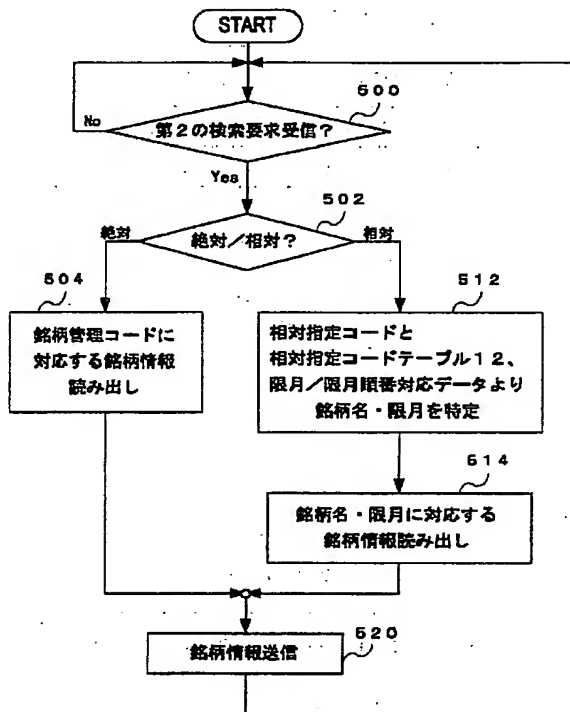 START
500
第2の検索要求受信?
No
Yes
502
絶対
絶対/相対?
相対
504
銘柄管理コードに
対応する銘柄情報
読み出し
512
相対指定コードと
相対指定コードテーブル12、
限月/限月順番対応データより
銘柄名・限月を特定
514
銘柄名・限月に対応する
銘柄情報読み出し
520
銘柄情報送信